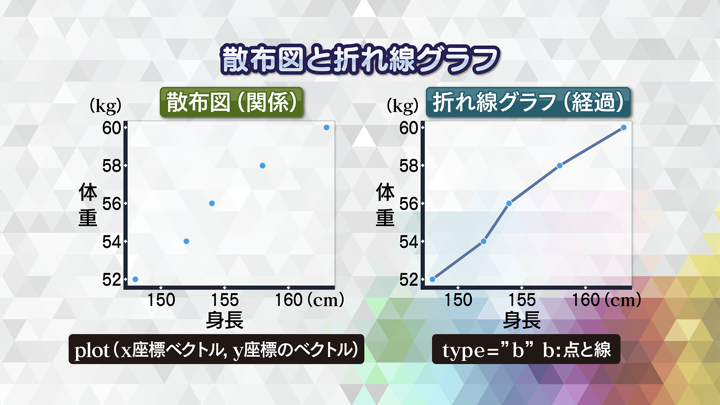 散布図と折れ線グラフ
散布図（関係）
(kg)
60
58
56
54
52
体重
150 155 160 (cm)
身長
plot（x座標ベクトル, y座標のベクトル）
折れ線グラフ（経過）
(kg)
60
58
56
54
52
体重
150 155 160 (cm)
身長
type=”b” b:点と線